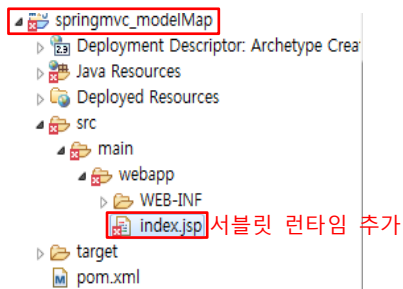 springmvc_modelMap
Deployment Descriptor: Archetype Crea
Java Resources
Deployed Resources
src
main
webapp
WEB-INF
index.jsp 서블릿 런타임 추가
target
pom.xml